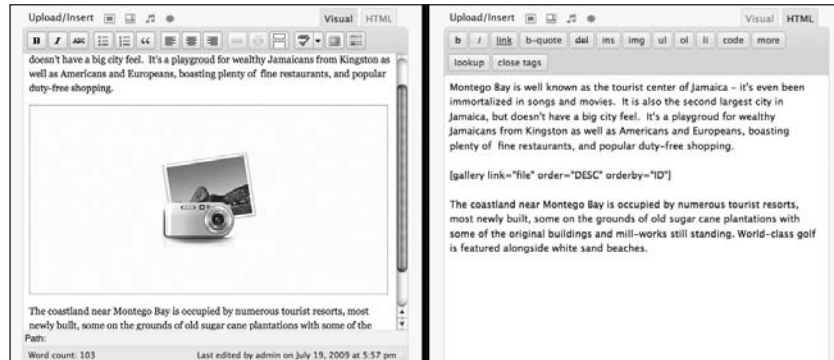 Upload/Insert
Visual
HTML
B
I
ABC
doesn't have a big city feel.  It's a playgroud for wealthy Jamaicans from Kingston as
well as Americans and Europeans, boasting plenty of  fine restaurants, and popular
duty-free shopping.
The coastland near Montego Bay is occupied by numerous tourist resorts, most
newly built, some on the grounds of old sugar cane plantations with some of the
Path:
Word count: 103
Last edited by admin on July 19, 2009 at 5:57 pm
Upload/Insert
Visual
HTML
b
i
link
b-quote
del
ins
img
ul
ol
li
code
more
lookup
close tags
Montego Bay is well known as the tourist center of Jamaica – it's even been
immortalized in songs and movies.  It is also the second largest city in
Jamaica, but doesn't have a big city feel.  It's a playgroud for wealthy
Jamaicans from Kingston as well as Americans and Europeans, boasting
plenty of  fine restaurants, and popular duty-free shopping.
[gallery link="file" order="DESC" orderby="ID"]
The coastland near Montego Bay is occupied by numerous tourist resorts,
most newly built, some on the grounds of old sugar cane plantations with
some of the original buildings and mill-works still standing. World-class golf
is featured alongside white sand beaches.